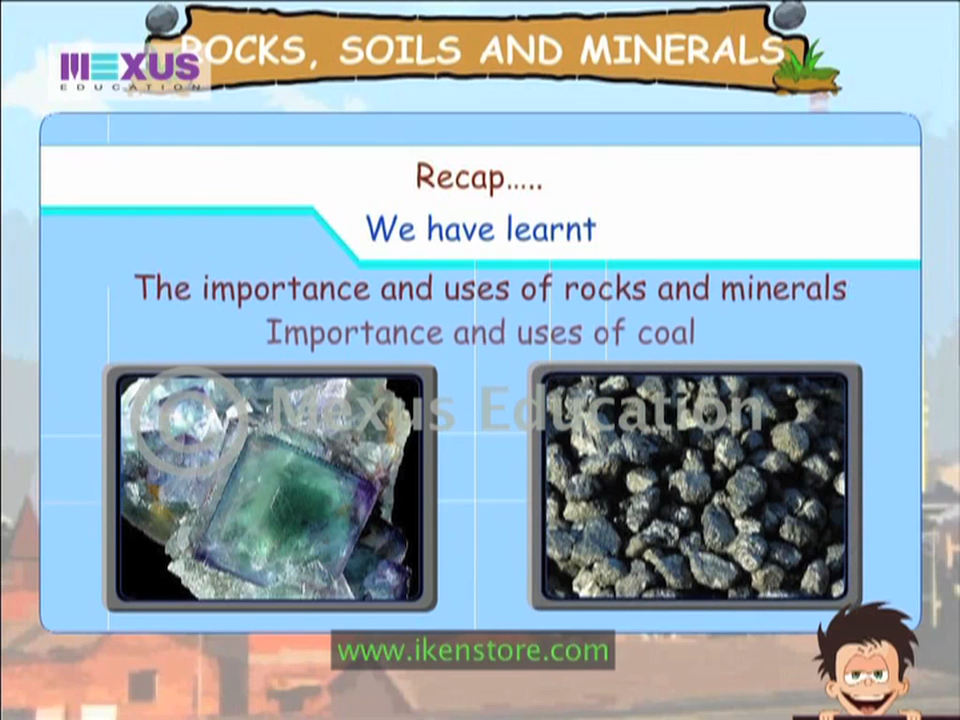 ROCKS, SOILS AND MINERALS
MEXUS
EDUCATION
Recap.....
We have learnt
The importance and uses of rocks and minerals
Importance and uses of coal
© Mexus Education
www.ikenstore.com